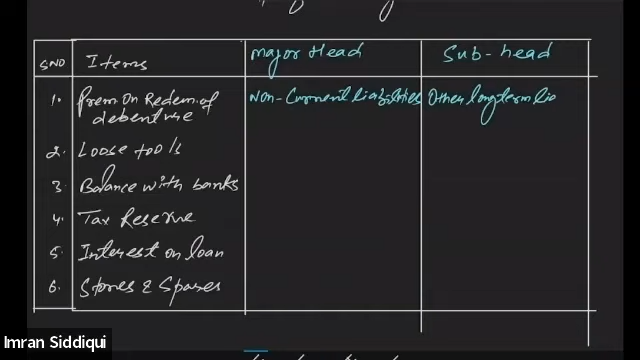 SNO Items Major Head Sub-head
1. Prem on Redem. of debenture Non-Current liabilities Other long term lia
2. Loose tools
3. Balance with banks
4. Tax Reserve
5. Interest on loan
6. Stores & Spares
Imran Siddiqui